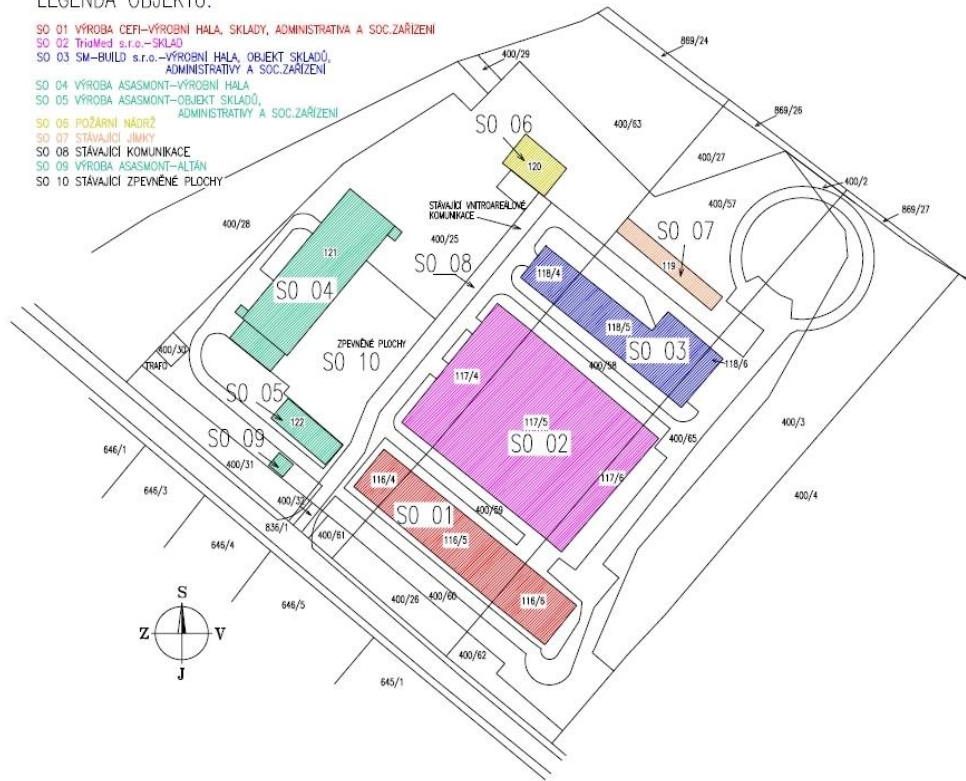 LEGENDA OBJEKTŮ:
SO 01 VÝROBA CEFI-VÝROBNÍ HALA, SKLADY, ADMINISTRATIVA A SOC.ZAŘÍZENÍ
SO 02 TriaMed s.r.o.-SKLAD
SO 03 SM-BUILD s.r.o.-VÝROBNÍ HALA, OBJEKT SKLADŮ,
ADMINISTRATIVY A SOC.ZAŘÍZENÍ
SO 04 VÝROBA ASASMONT-VÝROBNÍ HALA
SO 05 VÝROBA ASASMONT-OBJEKT SKLADŮ,
ADMINISTRATIVY A SOC.ZAŘÍZENÍ
SO 06 POŽÁRNÍ NÁDRŽ
SO 07 STÁVAJÍCÍ JÍMKY
SO 08 STÁVAJÍCÍ KOMUNIKACE
SO 09 VÝROBA ASASMONT-ALTÁN
SO 10 STÁVAJÍCÍ ZPEVNĚNÉ PLOCHY
869/24
400/29
869/26
SO 06
400/63
120
400/27
400/2
400/57
STÁVAJÍCÍ VNITROAREÁLOVÉ
KOMUNIKACE
869/27
400/28
SO 07
400/25
121
SO 08
119
118/4
SO 04
118/5
ZPEVNĚNÉ PLOCHY
SO 03
400/30
SO 10
118/6
TRAFO
400/58
117/4
SO 05
117/5
122
400/3
SO 09
SO 02
400/65
646/1
400/31
117/6
116/4
646/3
400/32
400/4
400/59
SO 01
836/1
400/61
116/5
646/4
S
400/26
400/60
116/6
646/5
Z
V
400/62
J
645/1